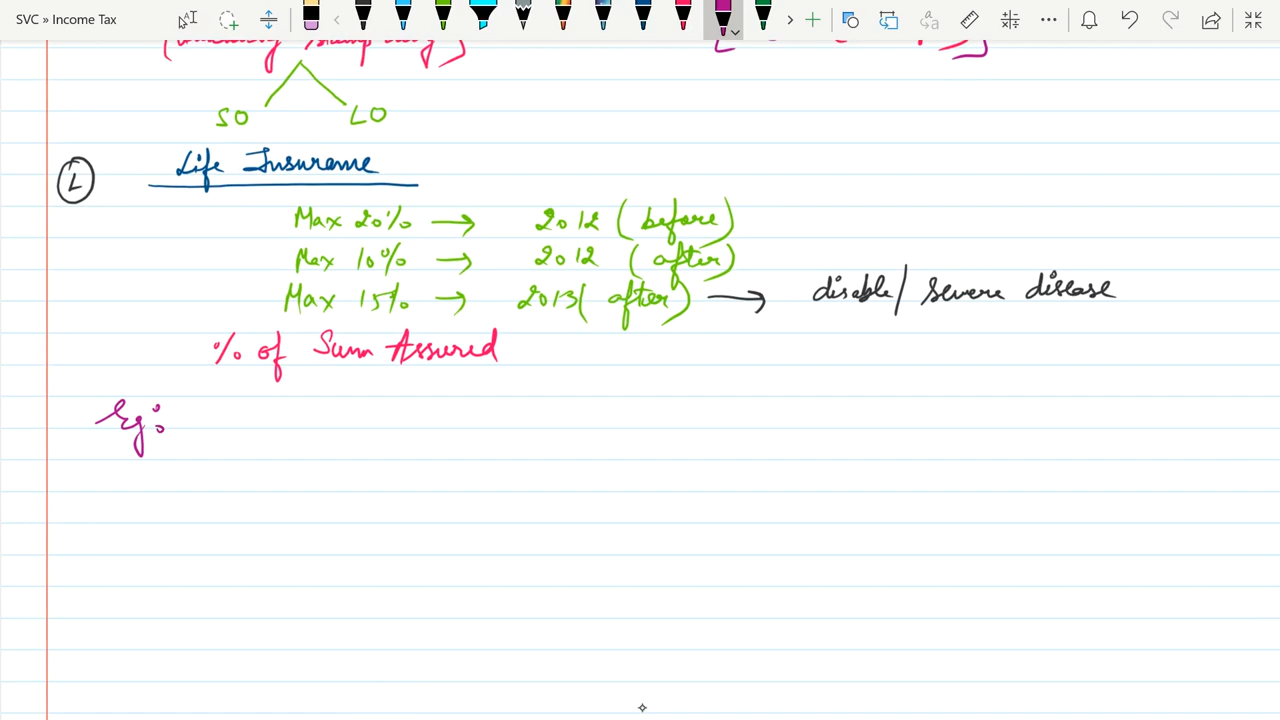 SVC » Income Tax
SO LO
L Life Insurance
Max 20% → 2012 (before)
Max 10% → 2012 (after)
Max 15% → 2013 (after) → disable/ severe disease
% of Sum Assured
Eg: